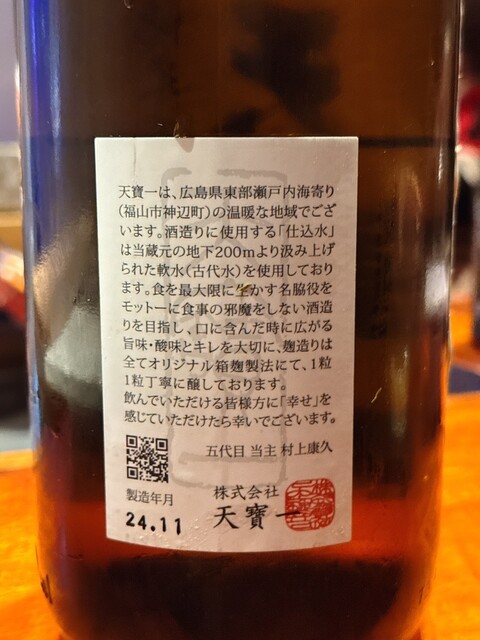 天寶一は、広島県東部瀬戸内海寄り
(福山市神辺町)の温暖な地域でござ
います。酒造りに使用する「仕込水」
は当蔵元の地下200mより汲み上げ
られた軟水(古代水)を使用しており
ます。食を最大限に生かす名脇役を
モットーに食事の邪魔をしない酒造
りを目指し、口に含んだ時に広がる
旨味・酸味とキレを大切に、麹造りは
全てオリジナル箱麹製法にて、1粒
1粒丁寧に醸しております。
飲んでいただける皆様方に「幸せ」を
感じていただけたら幸いでございます。
五代目 当主 村上康久
製造年月
24.11
株式会社
天寶一